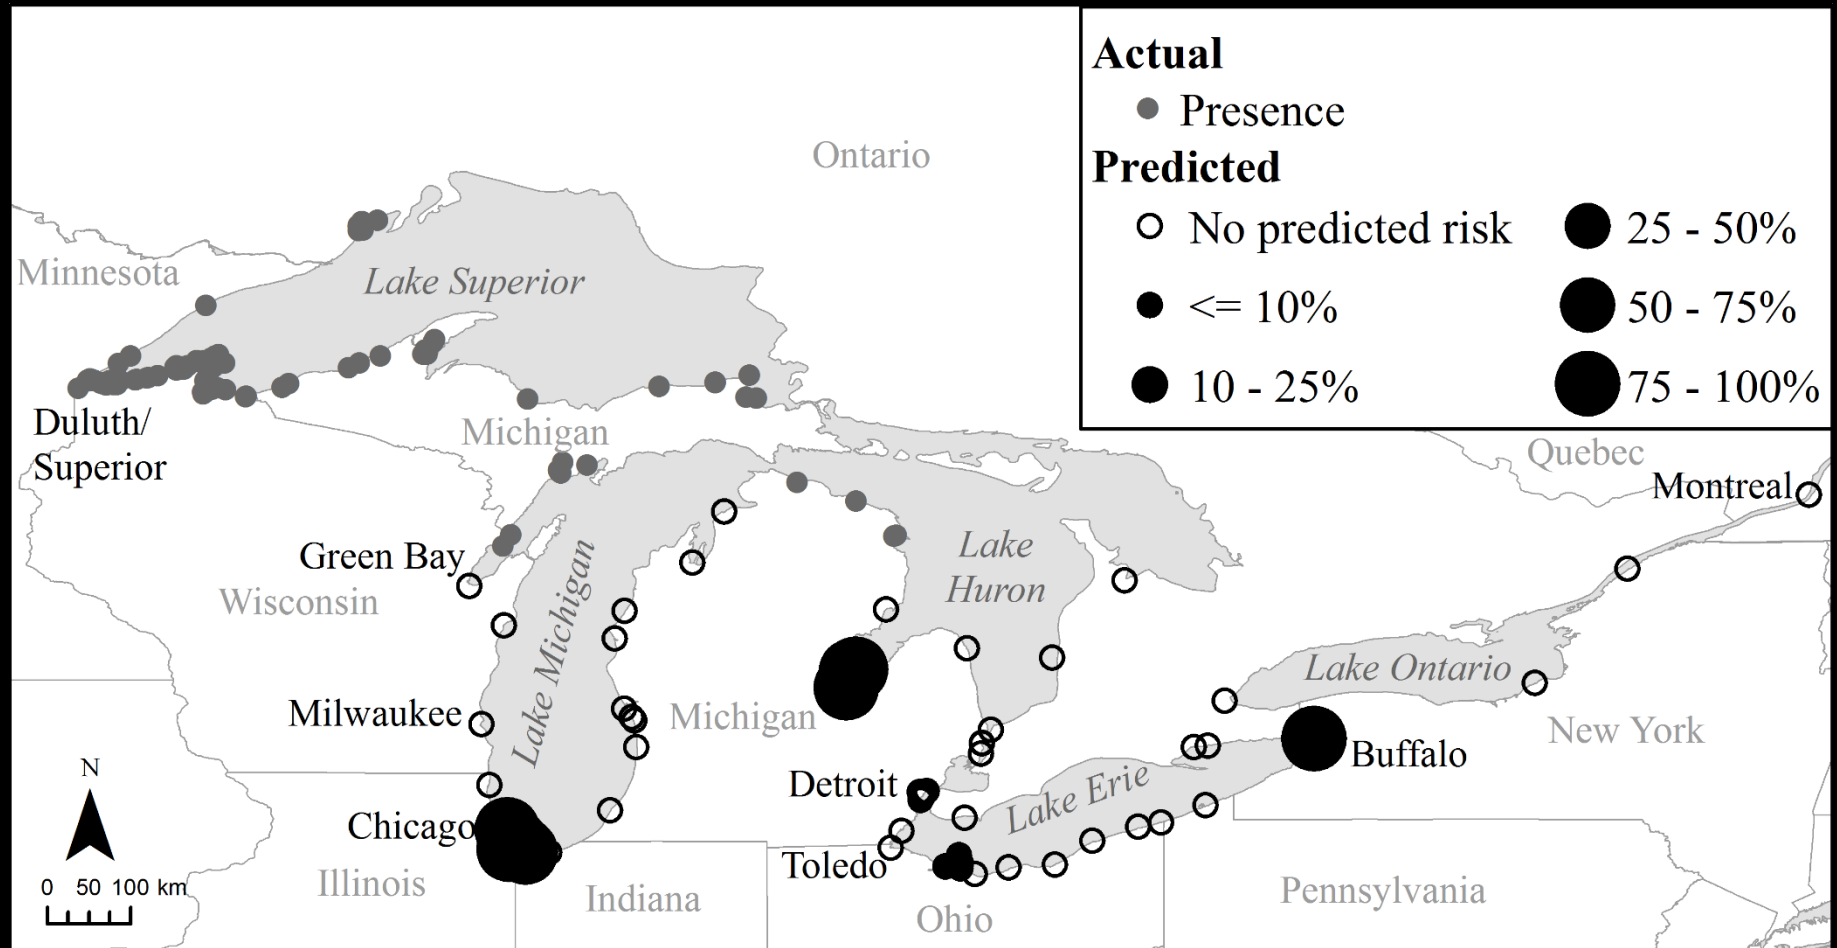 Actual
Presence
Predicted
No predicted risk
<= 10%
10 - 25%
25 - 50%
50 - 75%
75 - 100%
Ontario
Minnesota
Lake Superior
Duluth/
Superior
Michigan
Quebec
Montreal
Green Bay
Wisconsin
Lake Michigan
Lake
Huron
Lake Ontario
Milwaukee
Michigan
New York
Buffalo
Detroit
Lake Erie
Chicago
Toledo
Illinois
Indiana
Ohio
Pennsylvania
N
0 50 100 km